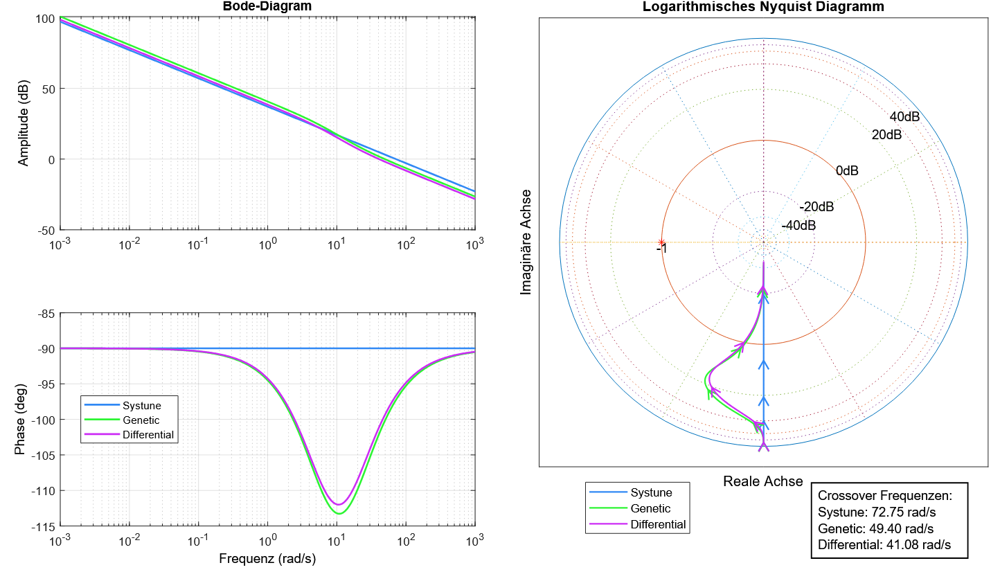 Bode-Diagram
Amplitude (dB)
100
50
0
-50
10^-3 10^-2 10^-1 10^0 10^1 10^2 10^3
Phase (deg)
-85
-90
-95
-100
-105
-110
-115
Systune
Genetic
Differential
10^-3 10^-2 10^-1 10^0 10^1 10^2 10^3
Frequenz (rad/s)
Logarithmisches Nyquist Diagramm
Imaginäre Achse
40dB
20dB
0dB
-20dB
-40dB
-1
Reale Achse
Systune
Genetic
Differential
Crossover Frequenzen:
Systune: 72.75 rad/s
Genetic: 49.40 rad/s
Differential: 41.08 rad/s